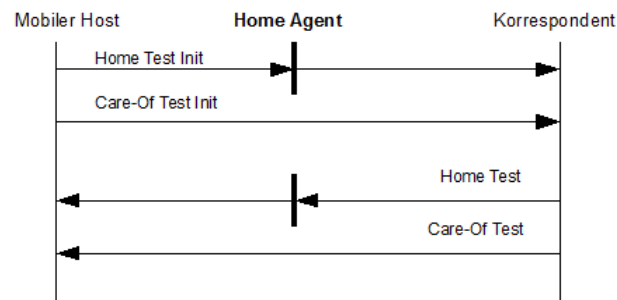 Mobiler Host Home Agent Korrespondent
Home Test Init
Care-Of Test Init
Home Test
Care-Of Test